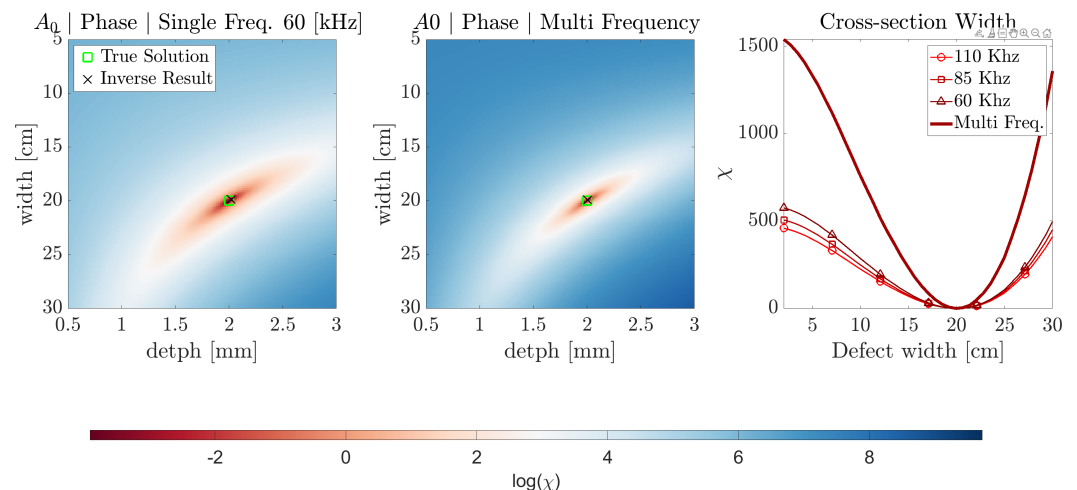 A₀ | Phase | Single Freq. 60 [kHz]
5
10
15
20
25
30
width [cm]
0.5 1 1.5 2 2.5 3
detph [mm]
True Solution
Inverse Result
A0 | Phase | Multi Frequency
5
10
15
20
25
30
width [cm]
0.5 1 1.5 2 2.5 3
detph [mm]
Cross-section Width
1500
1000
500
0
χ
5 10 15 20 25 30
Defect width [cm]
110 Khz
85 Khz
60 Khz
Multi Freq.
-2 0 2 4 6 8
log(χ)